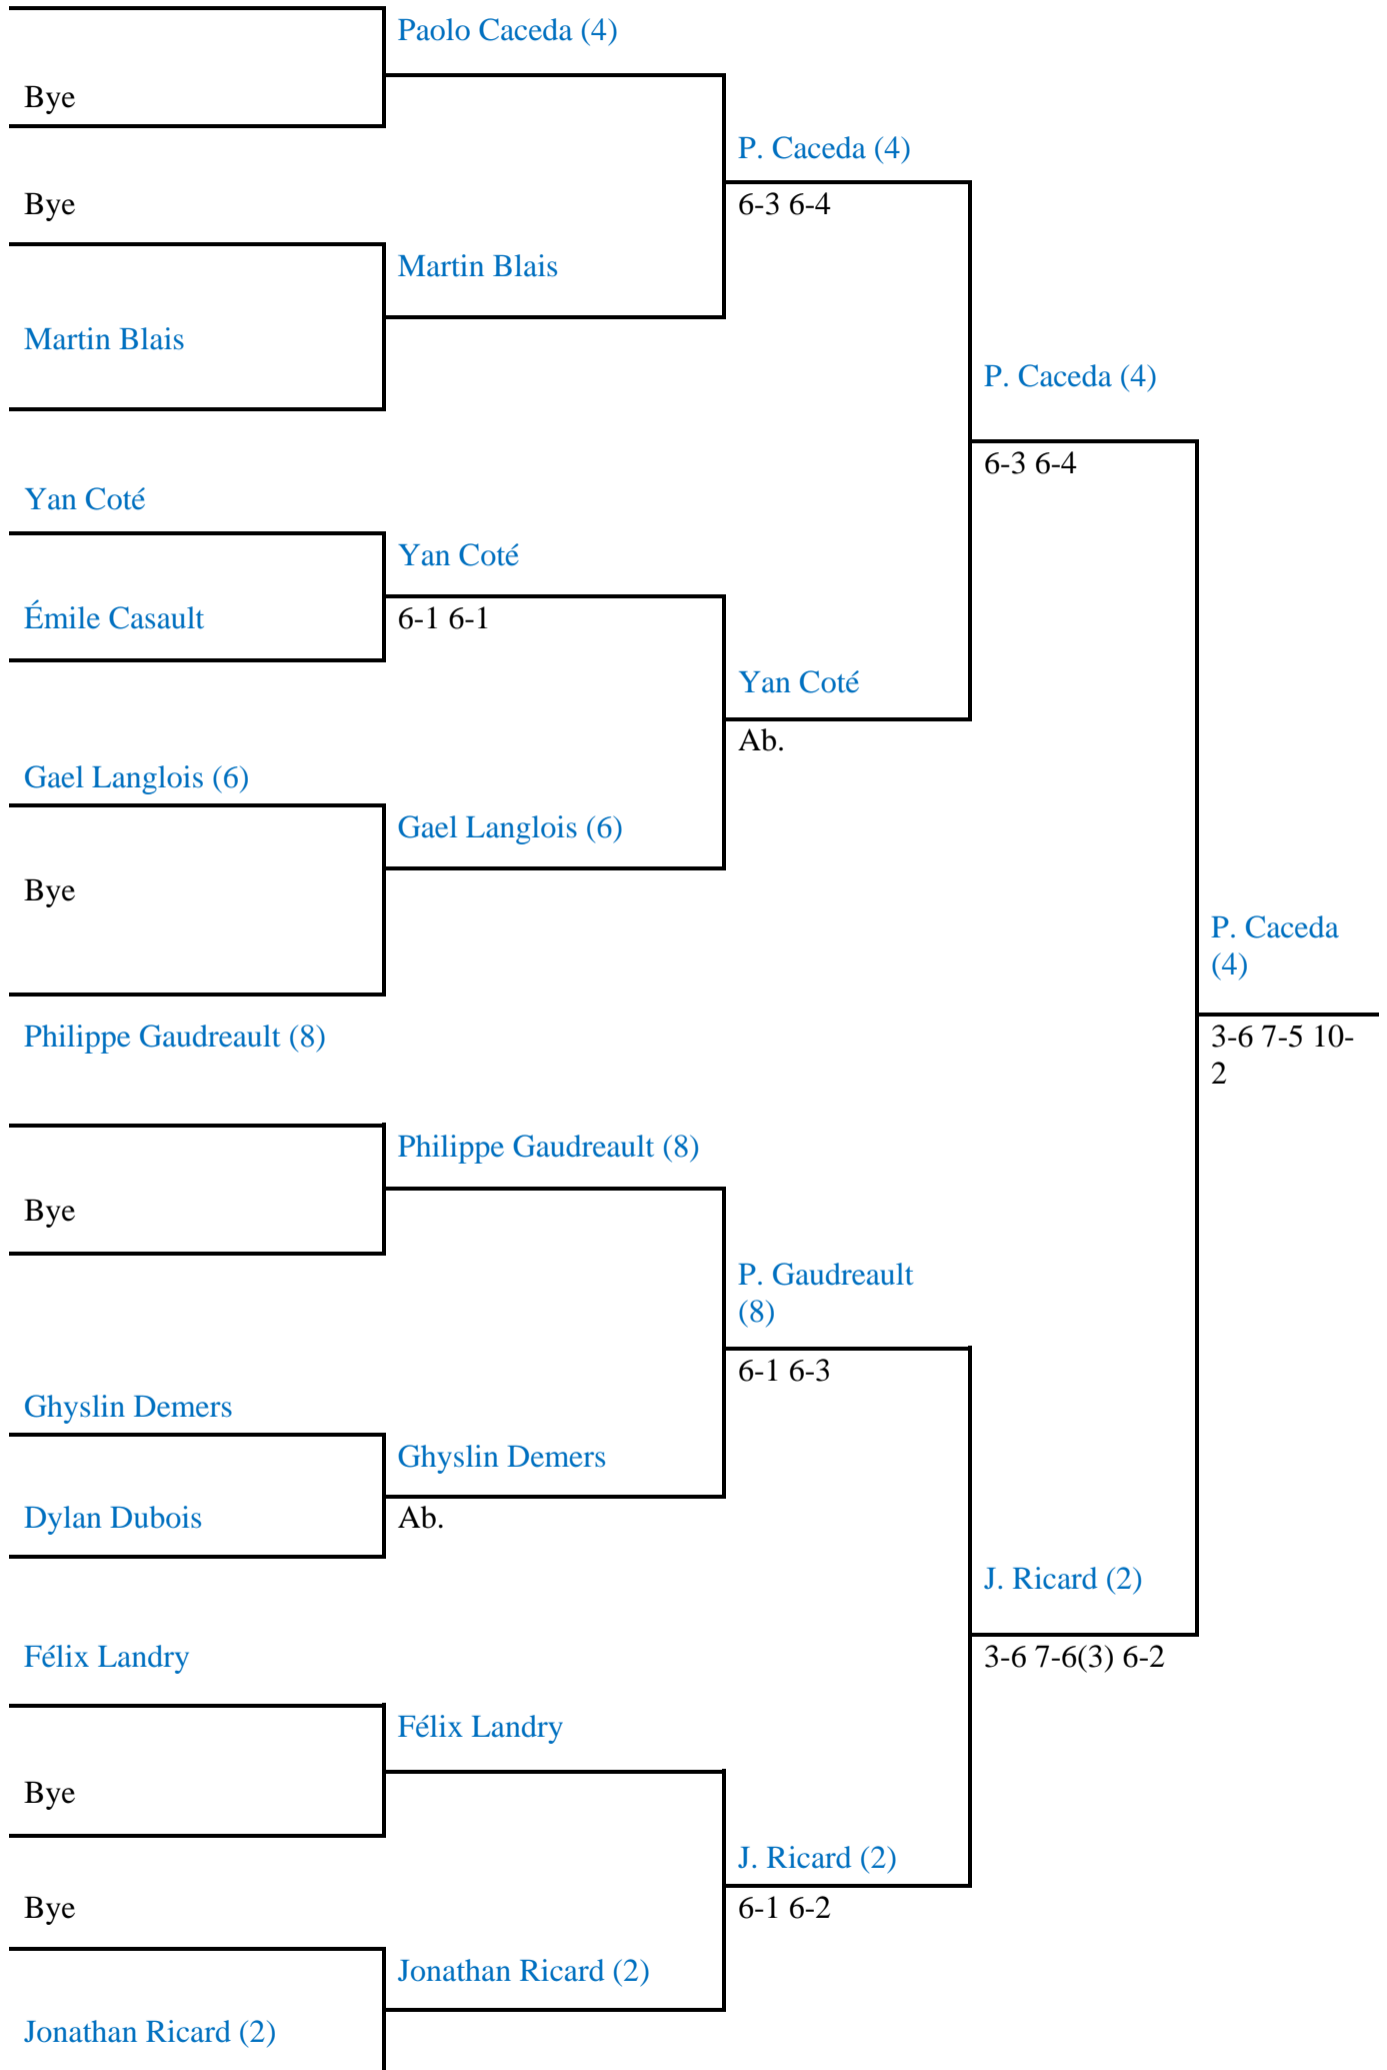 Paolo Caceda (4)
Bye
P. Caceda (4)
Bye
6-3 6-4
Martin Blais
Martin Blais
P. Caceda (4)
6-3 6-4
Yan Coté
Yan Coté
Émile Casault
6-1 6-1
Yan Coté
Ab.
Gael Langlois (6)
Gael Langlois (6)
Bye
P. Caceda
(4)
Philippe Gaudreault (8)
3-6 7-5 10-
2
Philippe Gaudreault (8)
Bye
P. Gaudreault
(8)
6-1 6-3
Ghyslin Demers
Ghyslin Demers
Dylan Dubois
Ab.
J. Ricard (2)
Félix Landry
3-6 7-6(3) 6-2
Félix Landry
Bye
J. Ricard (2)
Bye
6-1 6-2
Jonathan Ricard (2)
Jonathan Ricard (2)